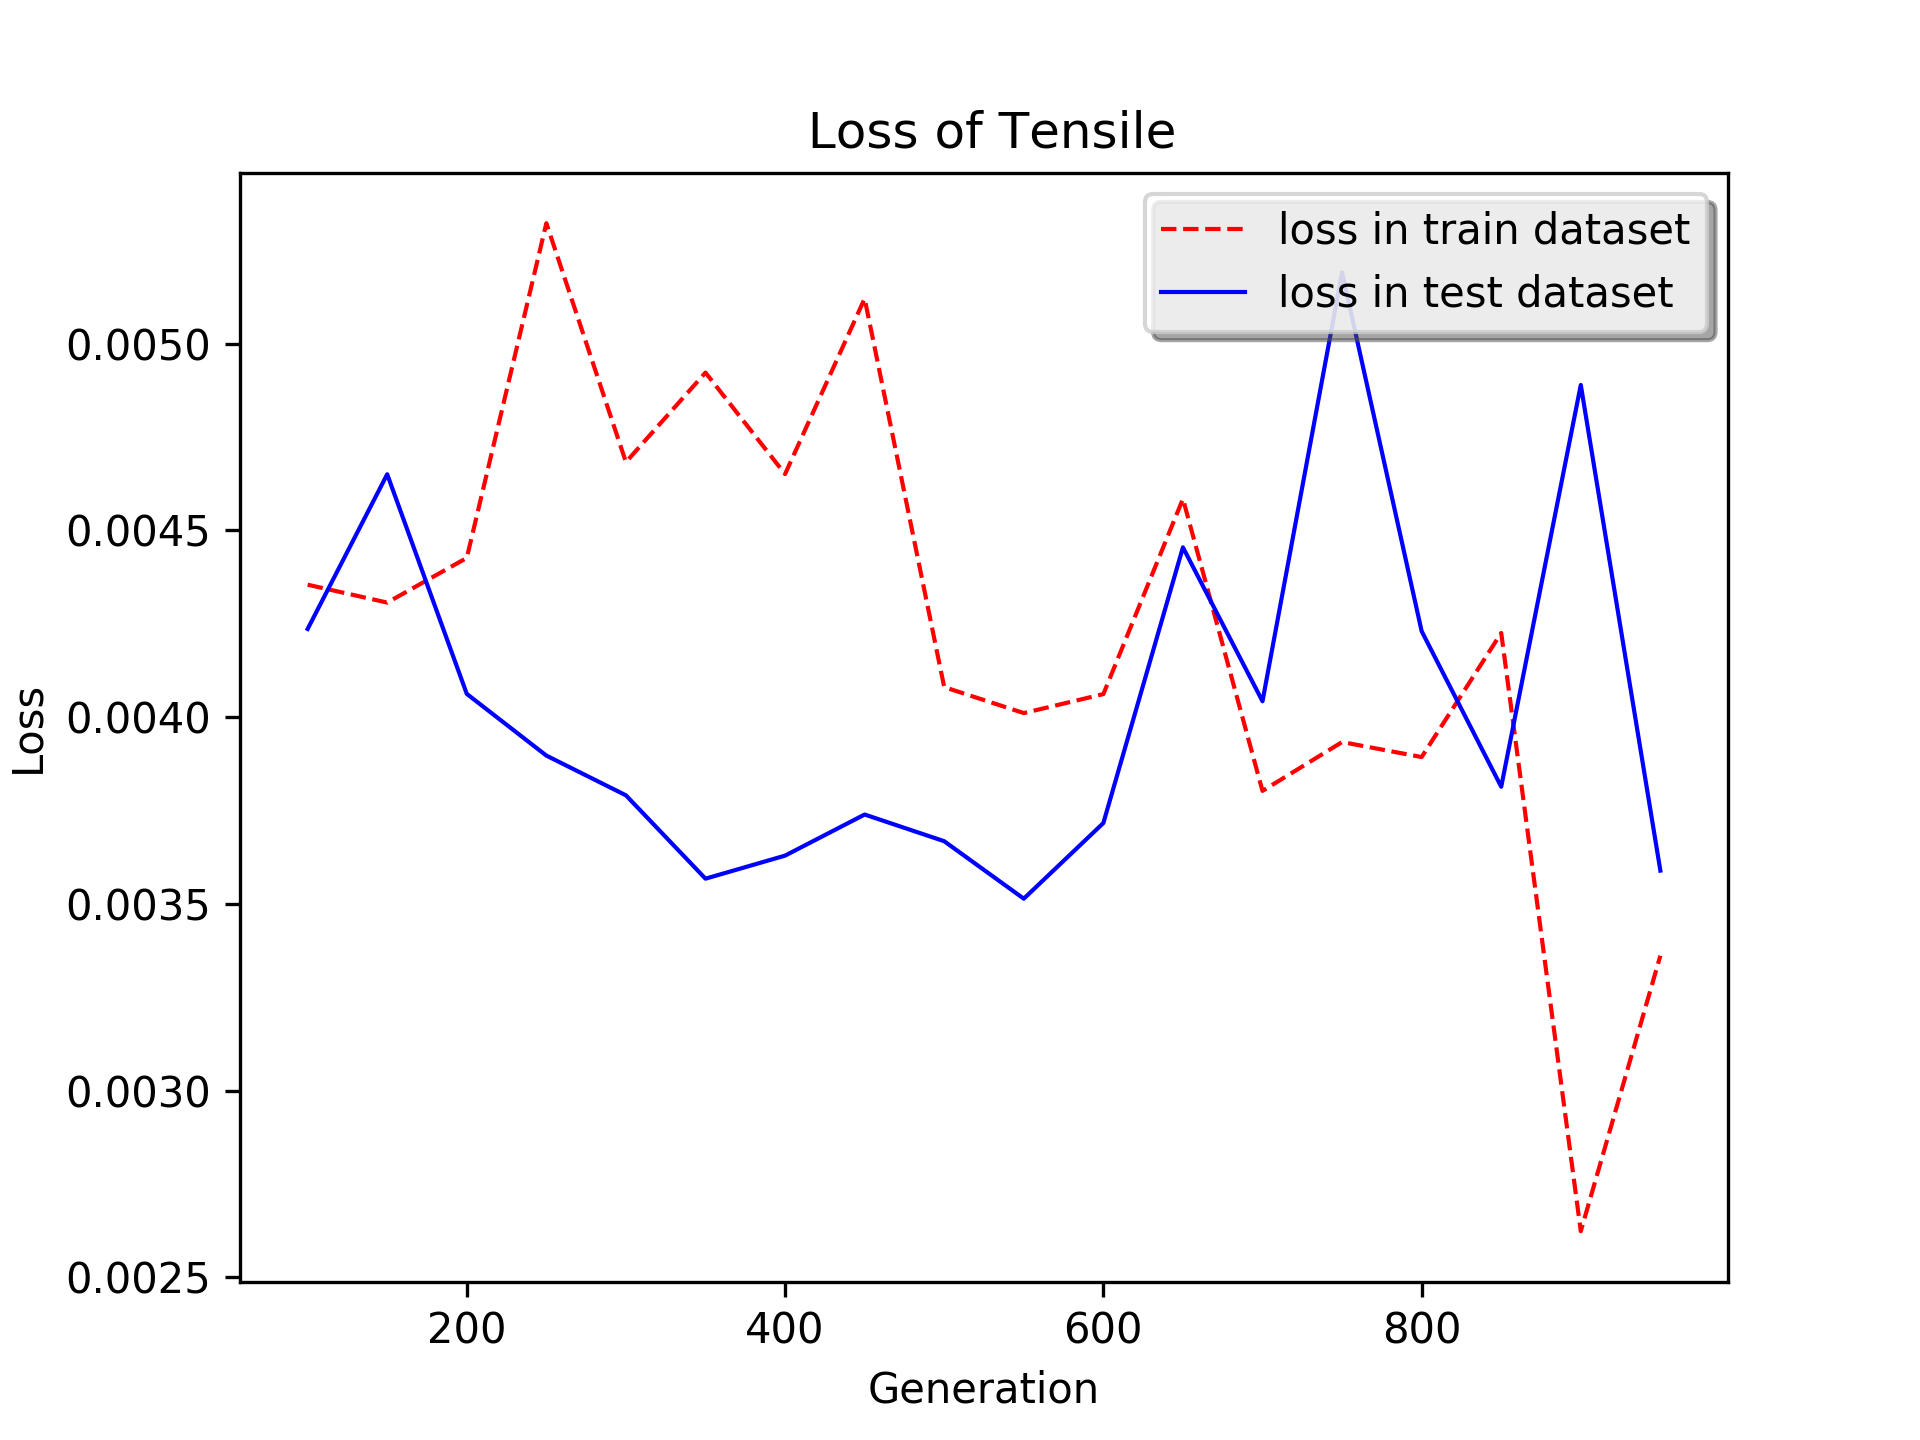 Loss of Tensile
loss in train dataset
loss in test dataset
0.0050
0.0045
0.0040
0.0035
0.0030
0.0025
Loss
200 400 600 800
Generation